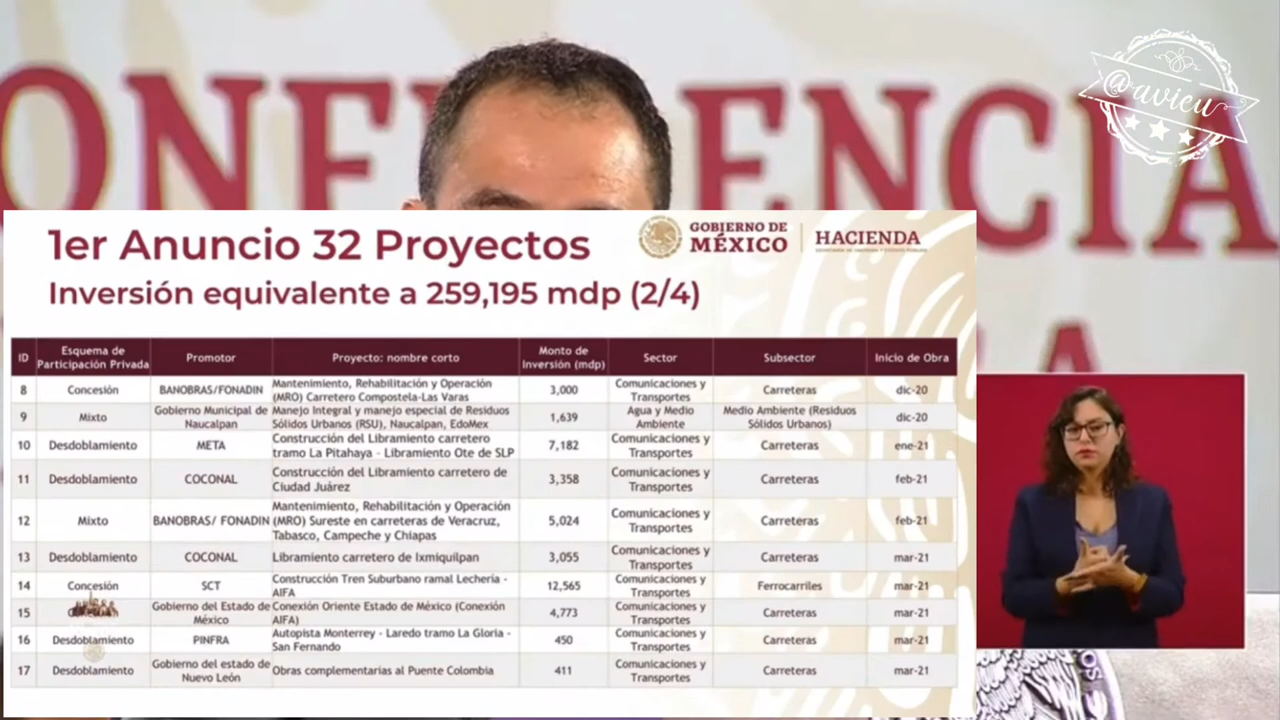 ONFE ENCIA
@avieu
1er Anuncio 32 Proyectos
Inversión equivalente a 259,195 mdp (2/4)
GOBIERNO DE
MÉXICO
HACIENDA
ID
Esquema de
Participación Privada
Promotor
Proyecto: nombre corto
Monto de
Inversión (mdp)
Sector
Subsector
Inicio de Obra
8
Concesión
BANOBRAS/FONADIN
Mantenimiento, Rehabilitación y Operación
(MRO) Carretero Compostela-Las Varas
3,000
Comunicaciones y
Transportes
Carreteras
dic-20
9
Mixto
Gobierno Municipal de
Naucalpan
Manejo Integral y manejo especial de Residuos
Sólidos Urbanos (RSU), Naucalpan, EdoMex
1,639
Agua y Medio
Ambiente
Medio Ambiente (Residuos
Sólidos Urbanos)
dic-20
10
Desdoblamiento
META
Construcción del Libramiento carretero
tramo La Pitahaya - Libramiento Ote de SLP
7,182
Comunicaciones y
Transportes
Carreteras
ene-21
11
Desdoblamiento
COCONAL
Construcción del Libramiento carretero de
Ciudad Juárez
3,358
Comunicaciones y
Transportes
Carreteras
feb-21
12
Mixto
BANOBRAS/ FONADIN
Mantenimiento, Rehabilitación y Operación
(MRO) Sureste en carreteras de Veracruz,
Tabasco, Campeche y Chiapas
5,024
Comunicaciones y
Transportes
Carreteras
feb-21
13
Desdoblamiento
COCONAL
Libramiento carretero de Ixmiquilpan
3,055
Comunicaciones y
Transportes
Carreteras
mar-21
14
Concesión
SCT
Construcción Tren Suburbano ramal Lechería -
AIFA
12,565
Comunicaciones y
Transportes
Ferrocarriles
mar-21
15
Gobierno del Estado de
México
Conexión Oriente Estado de México (Conexión
AIFA)
4,773
Comunicaciones y
Transportes
Carreteras
mar-21
16
Desdoblamiento
PINFRA
Autopista Monterrey - Laredo tramo La Gloria -
San Fernando
450
Comunicaciones y
Transportes
Carreteras
mar-21
17
Desdoblamiento
Gobierno del estado de
Nuevo León
Obras complementarias al Puente Colombia
411
Comunicaciones y
Transportes
Carreteras
mar-21